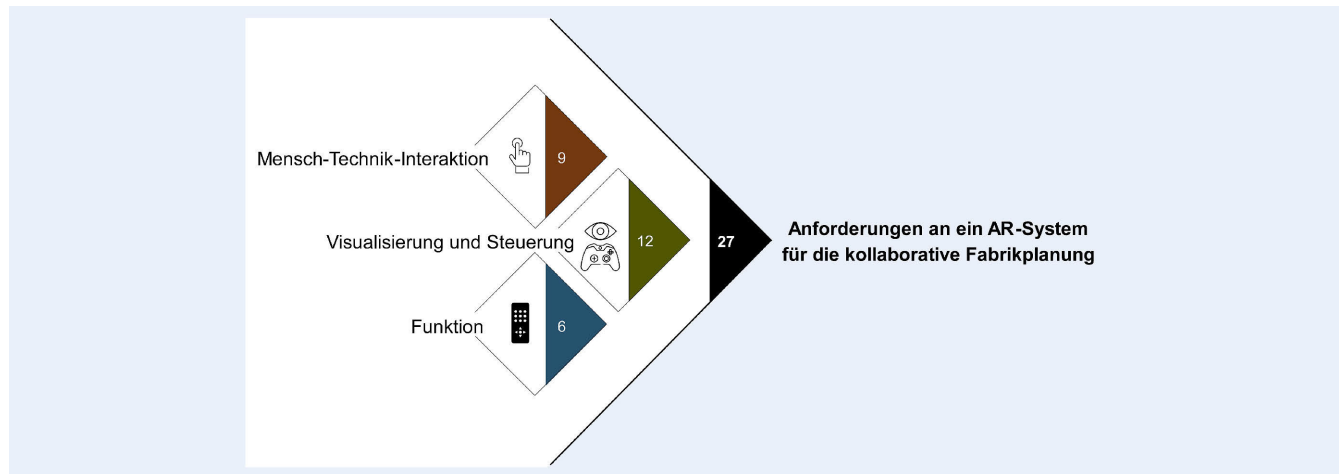 Mensch-Technik-Interaktion
9
Visualisierung und Steuerung
12
27
Anforderungen an ein AR-System
für die kollaborative Fabrikplanung
Funktion
6